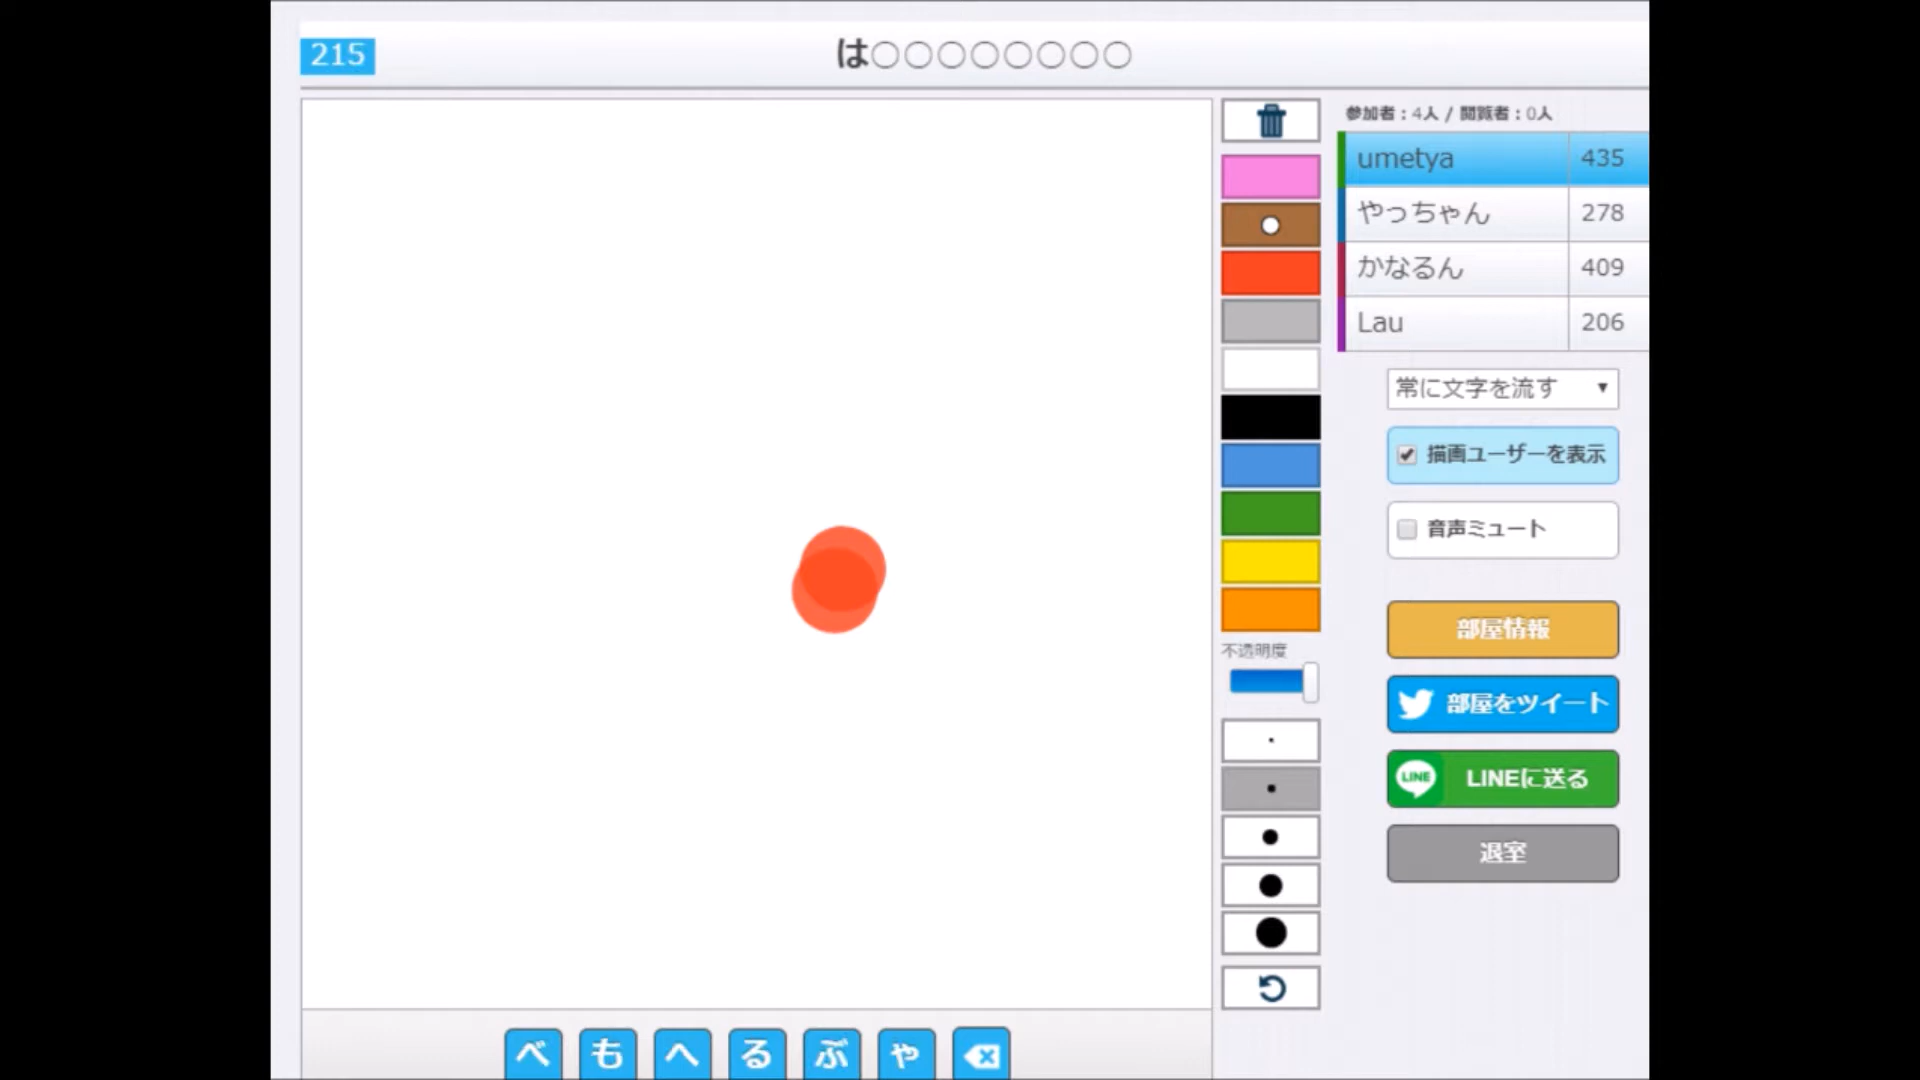 215
は○○○○○○○○
参加者：4人 / 閲覧者：0人
umetya 435
やっちゃん 278
かなるん 409
Lau 206
常に文字を流す ▼
描画ユーザーを表示
音声ミュート
不透明度
部屋情報
部屋をツイート
LINE LINEに送る
退室
べ も へ る ぶ や